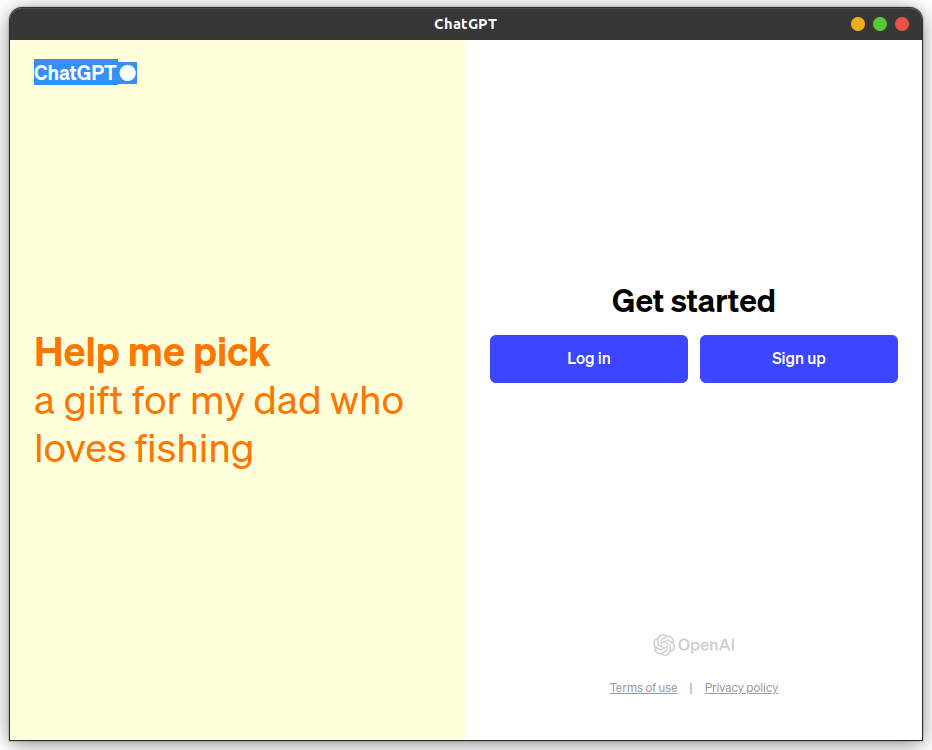 ChatGPT
ChatGPT
Help me pick
a gift for my dad who
loves fishing
Get started
Log in
Sign up
OpenAI
Terms of use | Privacy policy